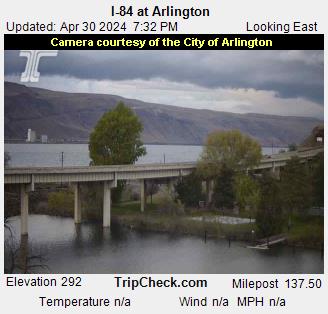 I-84 at Arlington
Updated: Apr 30 2024 7:32 PM Looking East
Camera courtesy of the City of Arlington
Elevation 292 TripCheck.com Milepost 137.50
Temperature n/a Wind n/a MPH n/a